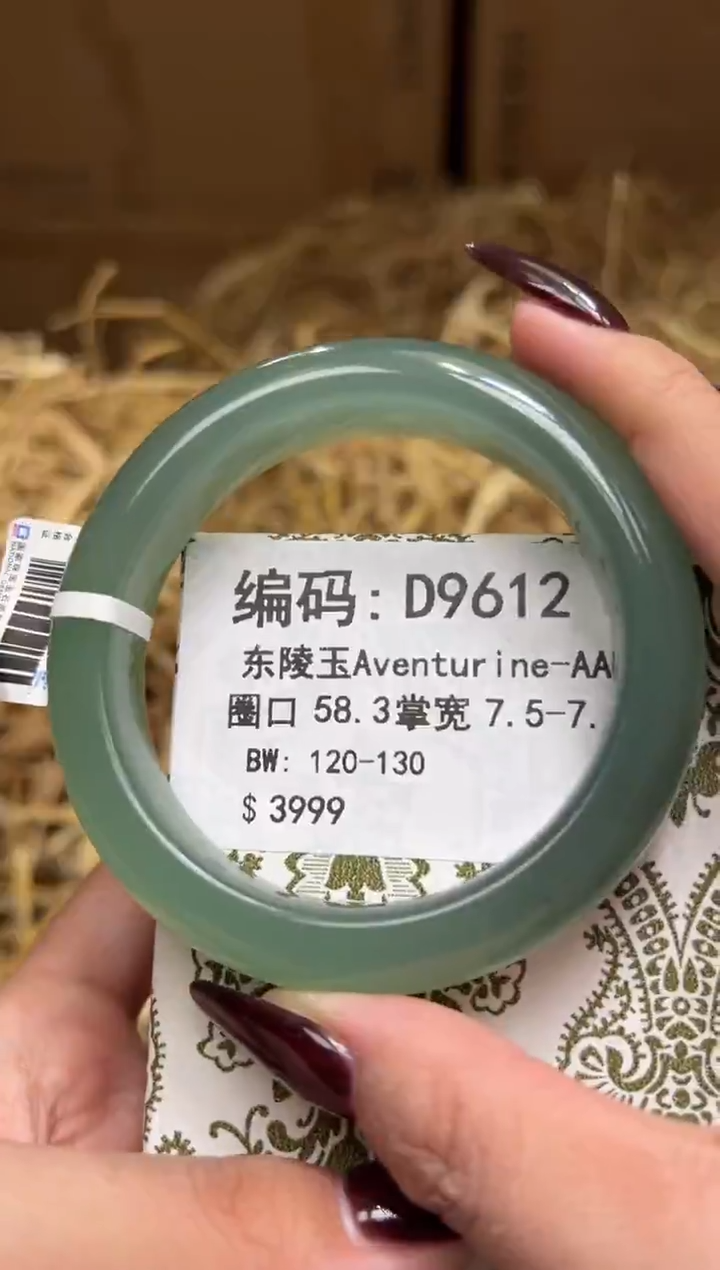 编码: D9612
东陵玉Aventurine-AA
圈口 58.3掌宽 7.5-7.
BW: 120-130
$ 3999